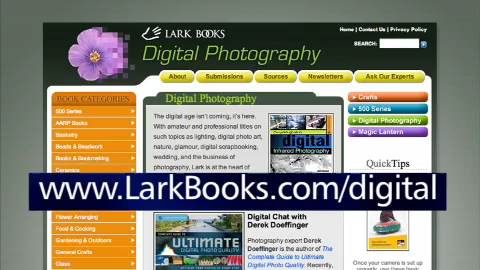 LARK BOOKS
Digital Photography
Home | Contact Us | Privacy Policy
SEARCH:
About
Submissions
Sources
Newsletters
Ask Our Experts
BOOK CATEGORIES
500 Series
AARP Books
Basketry
Beads & Beadwork
Books & Bookmaking
Ceramics
Flower Arranging
Food & Cooking
Gardening & Outdoors
General Crafts
Glass
Digital Photography
The digital age isn't coming, it's here.
With amateur and professional titles on
such topics as lighting, digital photo art,
nature, glamour, digital scrapbooking,
wedding, and the business of
photography, Lark is at the heart of
digital
Infrared Photography
Crafts
500 Series
Digital Photography
Magic Lantern
QuickTips
www.LarkBooks.com/digital
ULTIMATE
DIGITAL PHOTO QUALITY
Digital Chat with
Derek Doeffinger
Photography expert Derek
Doeffinger is the author of The
Complete Guide to Ultimate
Digital Photo Quality. Recently,
Once your camera is set up